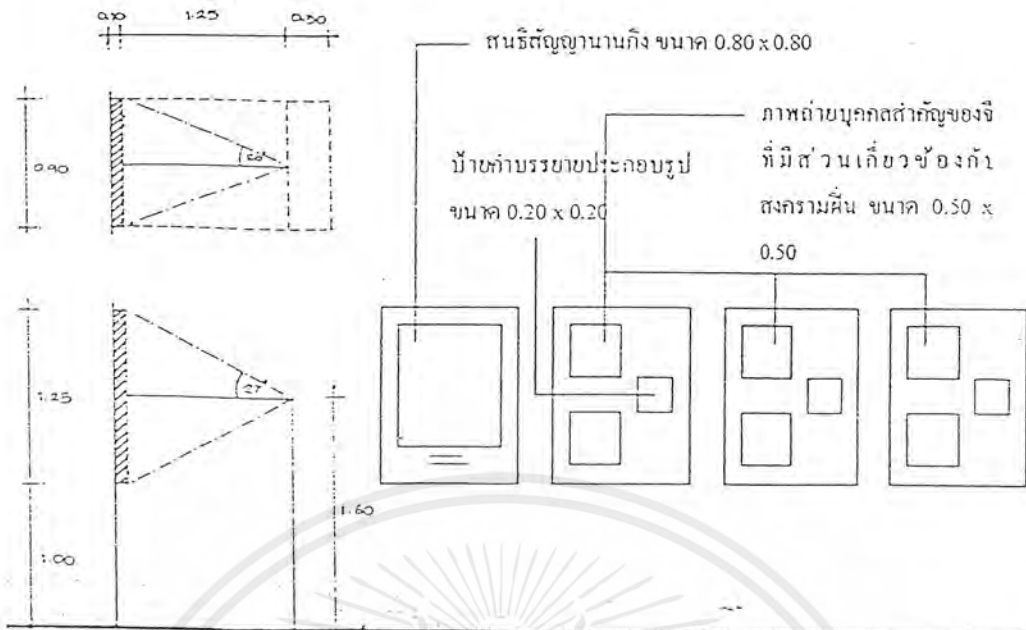 0.10 1.25 0.50
สนธิสัญญานานกิง ขนาด 0.80 x 0.80
ภาพถ่ายบุคคลสำคัญของจี
ที่มีส่วนเกี่ยวข้องกับ
สงครามฝิ่น ขนาด 0.50 x
0.50
ป้ายคำบรรยายประกอบรูป
ขนาด 0.20 x 0.20
0.90
1.25
27°
1.60
1.00